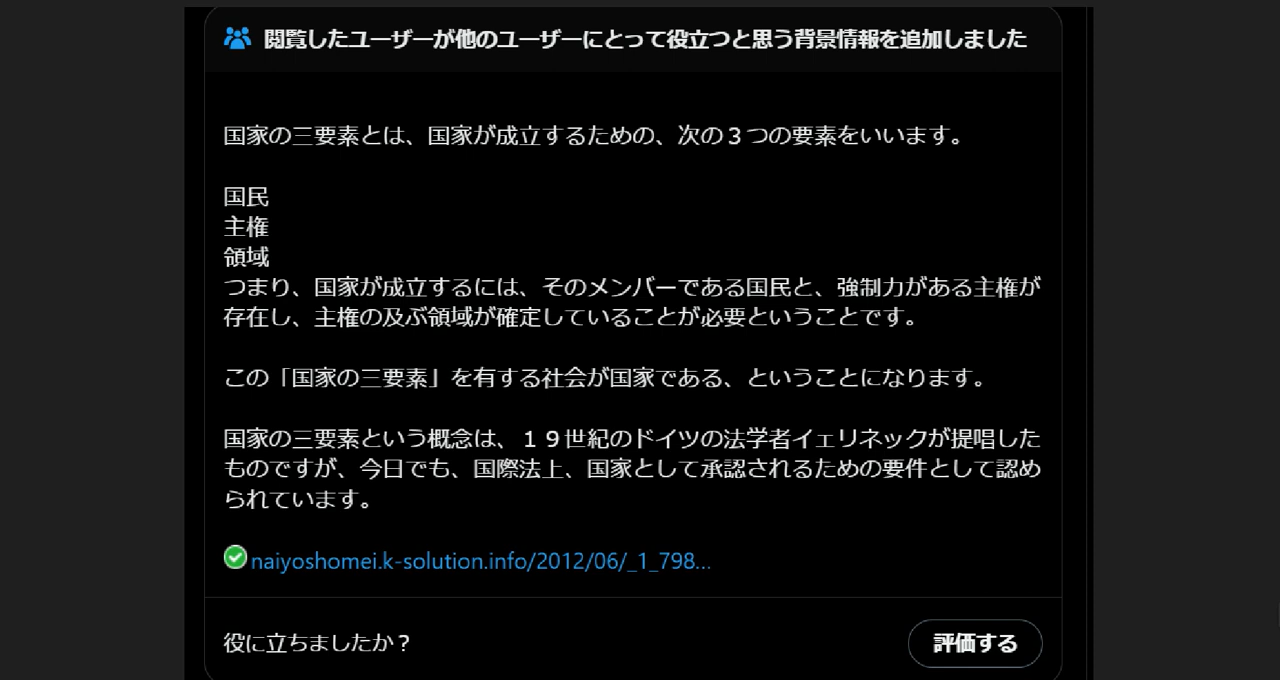 閲覧したユーザーが他のユーザーにとって役立つと思う背景情報を追加しました
国家の三要素とは、国家が成立するための、次の３つの要素をいいます。
国民
主権
領域
つまり、国家が成立するには、そのメンバーである国民と、強制力がある主権が
存在し、主権の及ぶ領域が確定していることが必要ということです。
この「国家の三要素」を有する社会が国家である、ということになります。
国家の三要素という概念は、１９世紀のドイツの法学者イェリネックが提唱した
ものですが、今日でも、国際法上、国家として承認されるための要件として認め
られています。
naiyoshomei.k-solution.info/2012/06/_1_798...
役に立ちましたか？
評価する